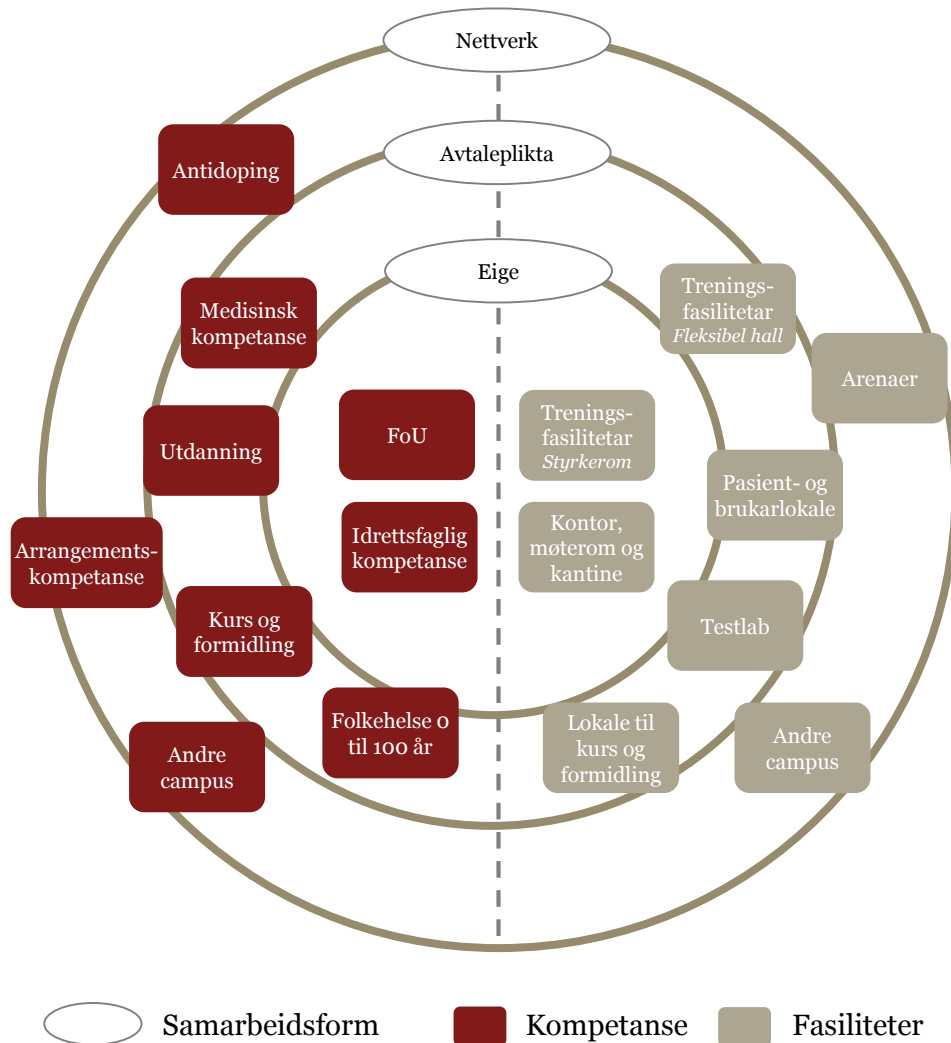 Nettverk
Avtaleplikta
Antidoping
Eige
Medisinsk
kompetanse
Trenings-
fasilitetar
Fleksibel hall
Arenaer
Utdanning
FoU
Trenings-
fasilitetar
Styrkerom
Pasient- og
brukarlokale
Arrangements-
kompetanse
Idrettsfaglig
kompetanse
Kontor,
møterom og
kantine
Kurs og
formidling
Testlab
Folkehelse 0
til 100 år
Lokale til
kurs og
formidling
Andre
campus
Andre
campus
Samarbeidsform
Kompetanse
Fasiliteter